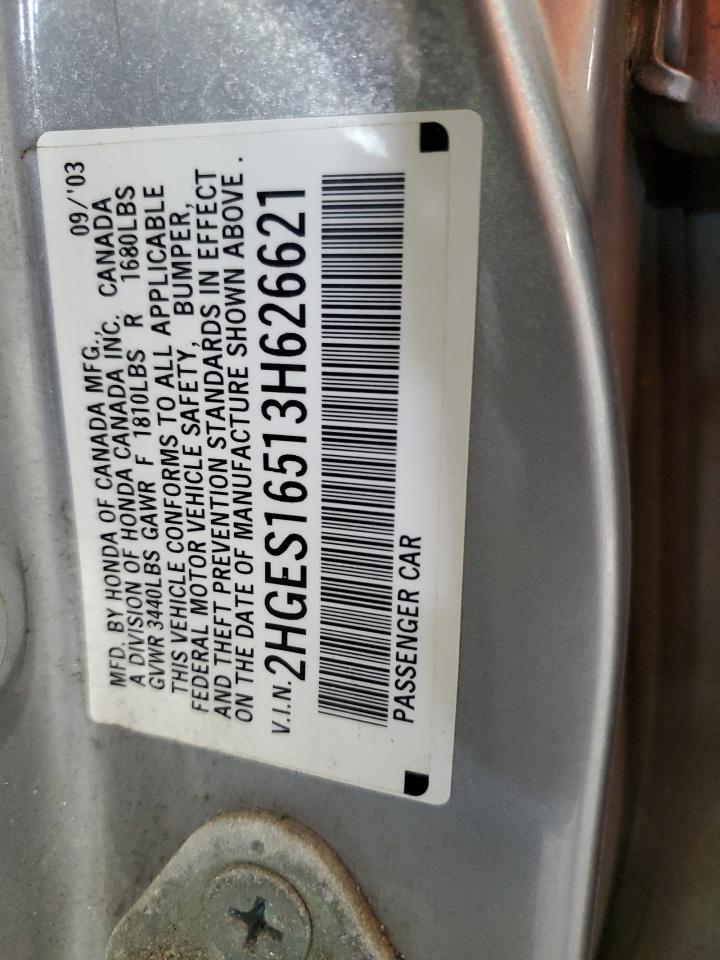 MFD. BY HONDA OF CANADA MFG., 09/'03
A DIVISION OF HONDA CANADA INC. CANADA
GVWR 3440LBS GAWR F 1810LBS R 1680LBS
THIS VEHICLE CONFORMS TO ALL APPLICABLE
FEDERAL MOTOR VEHICLE SAFETY, BUMPER,
AND THEFT PREVENTION STANDARDS IN EFFECT
ON THE DATE OF MANUFACTURE SHOWN ABOVE.
V.I.N. 2HGES16513H626621
PASSENGER CAR